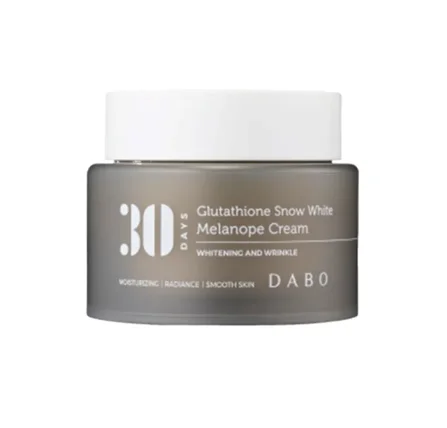 30
DAYS
Glutathione Snow White
Melanope Cream
WHITENING AND WRINKLE
MOISTURIZING | RADIANCE | SMOOTH SKIN
DABO